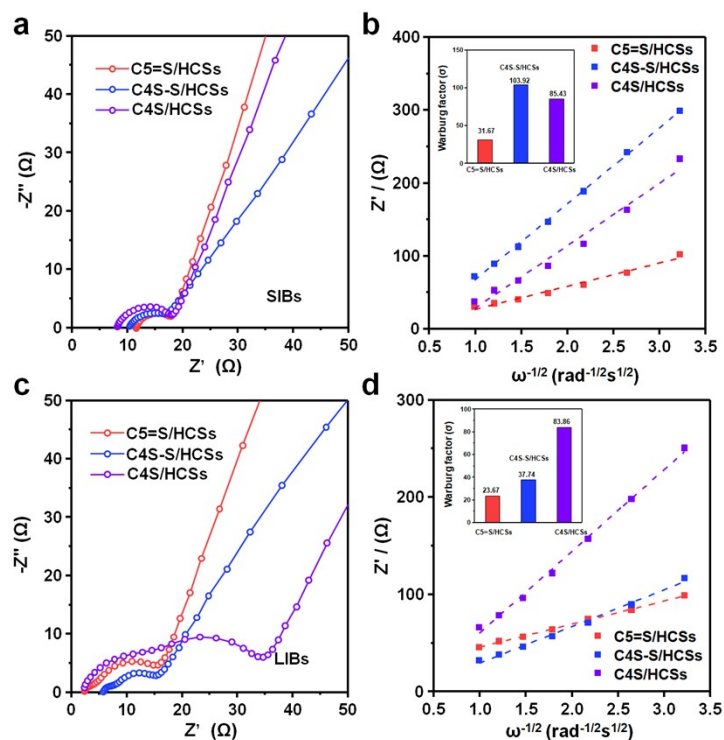 a
50
40
30
20
10
0
-Z'' (Ω)
C5=S/HCSs
C4S-S/HCSs
C4S/HCSs
SIBs
0 10 20 30 40 50
Z' (Ω)
b
400
300
200
100
0
Z' / (Ω)
150
100
50
0
Warburg factor (σ)
C4S-S/HCSs
103.92
85.43
31.67
C5=S/HCSs C4S/HCSs
C5=S/HCSs
C4S-S/HCSs
C4S/HCSs
0.5 1.0 1.5 2.0 2.5 3.0 3.5
ω-1/2 (rad-1/2s1/2)
c
50
40
30
20
10
0
-Z'' (Ω)
C5=S/HCSs
C4S-S/HCSs
C4S/HCSs
LIBs
0 10 20 30 40 50
Z' (Ω)
d
300
200
100
0
Z' / (Ω)
100
80
60
40
20
0
Warburg factor (σ)
83.86
C4S-S/HCSs
37.74
23.67
C5=S/HCSs C4S/HCSs
C5=S/HCSs
C4S-S/HCSs
C4S/HCSs
0.5 1.0 1.5 2.0 2.5 3.0 3.5
ω-1/2 (rad-1/2s1/2)